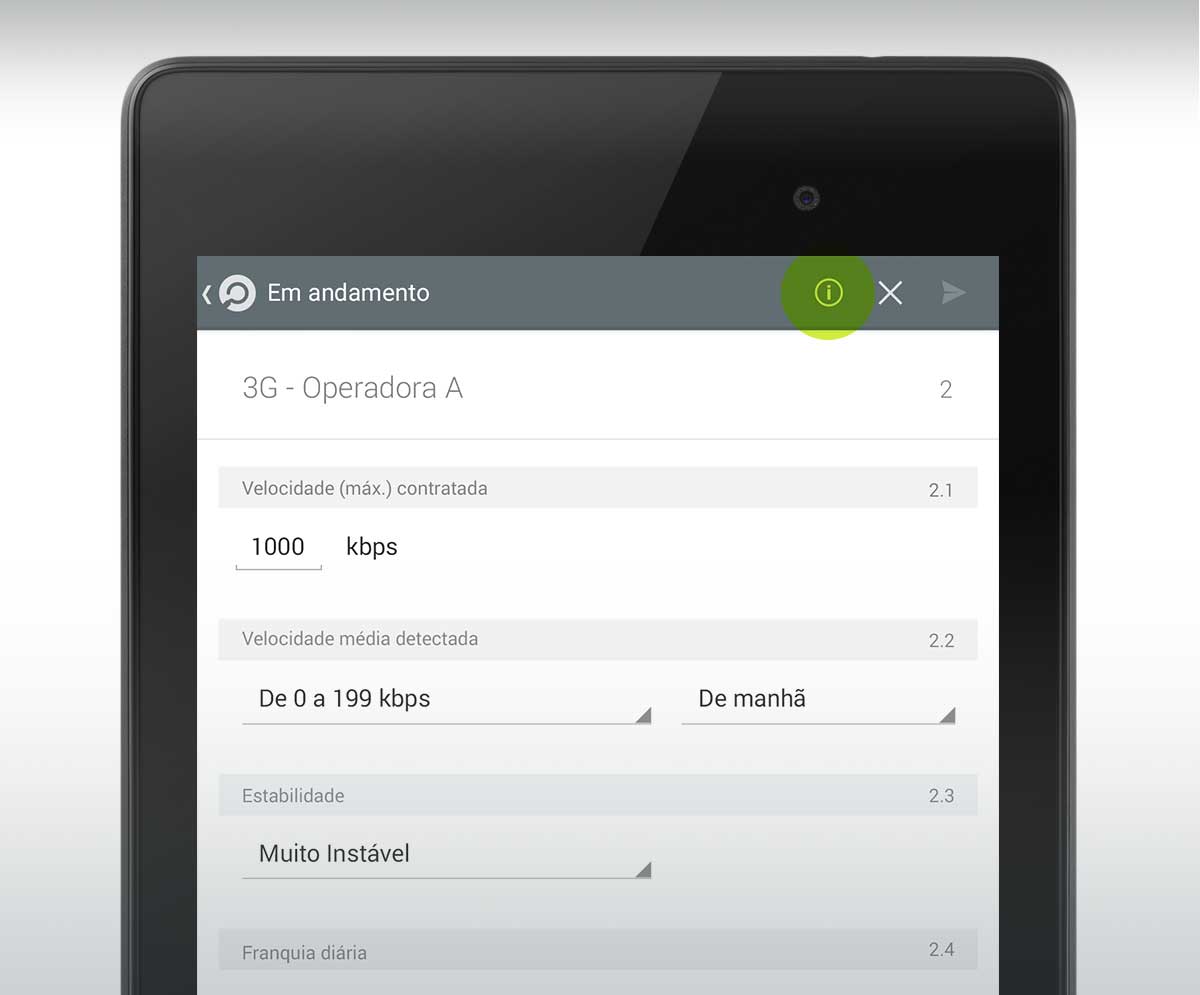 Em andamento
3G - Operadora A 2
Velocidade (máx.) contratada 2.1
1000 kbps
Velocidade média detectada 2.2
De 0 a 199 kbps De manhã
Estabilidade 2.3
Muito Instável
Franquia diária 2.4